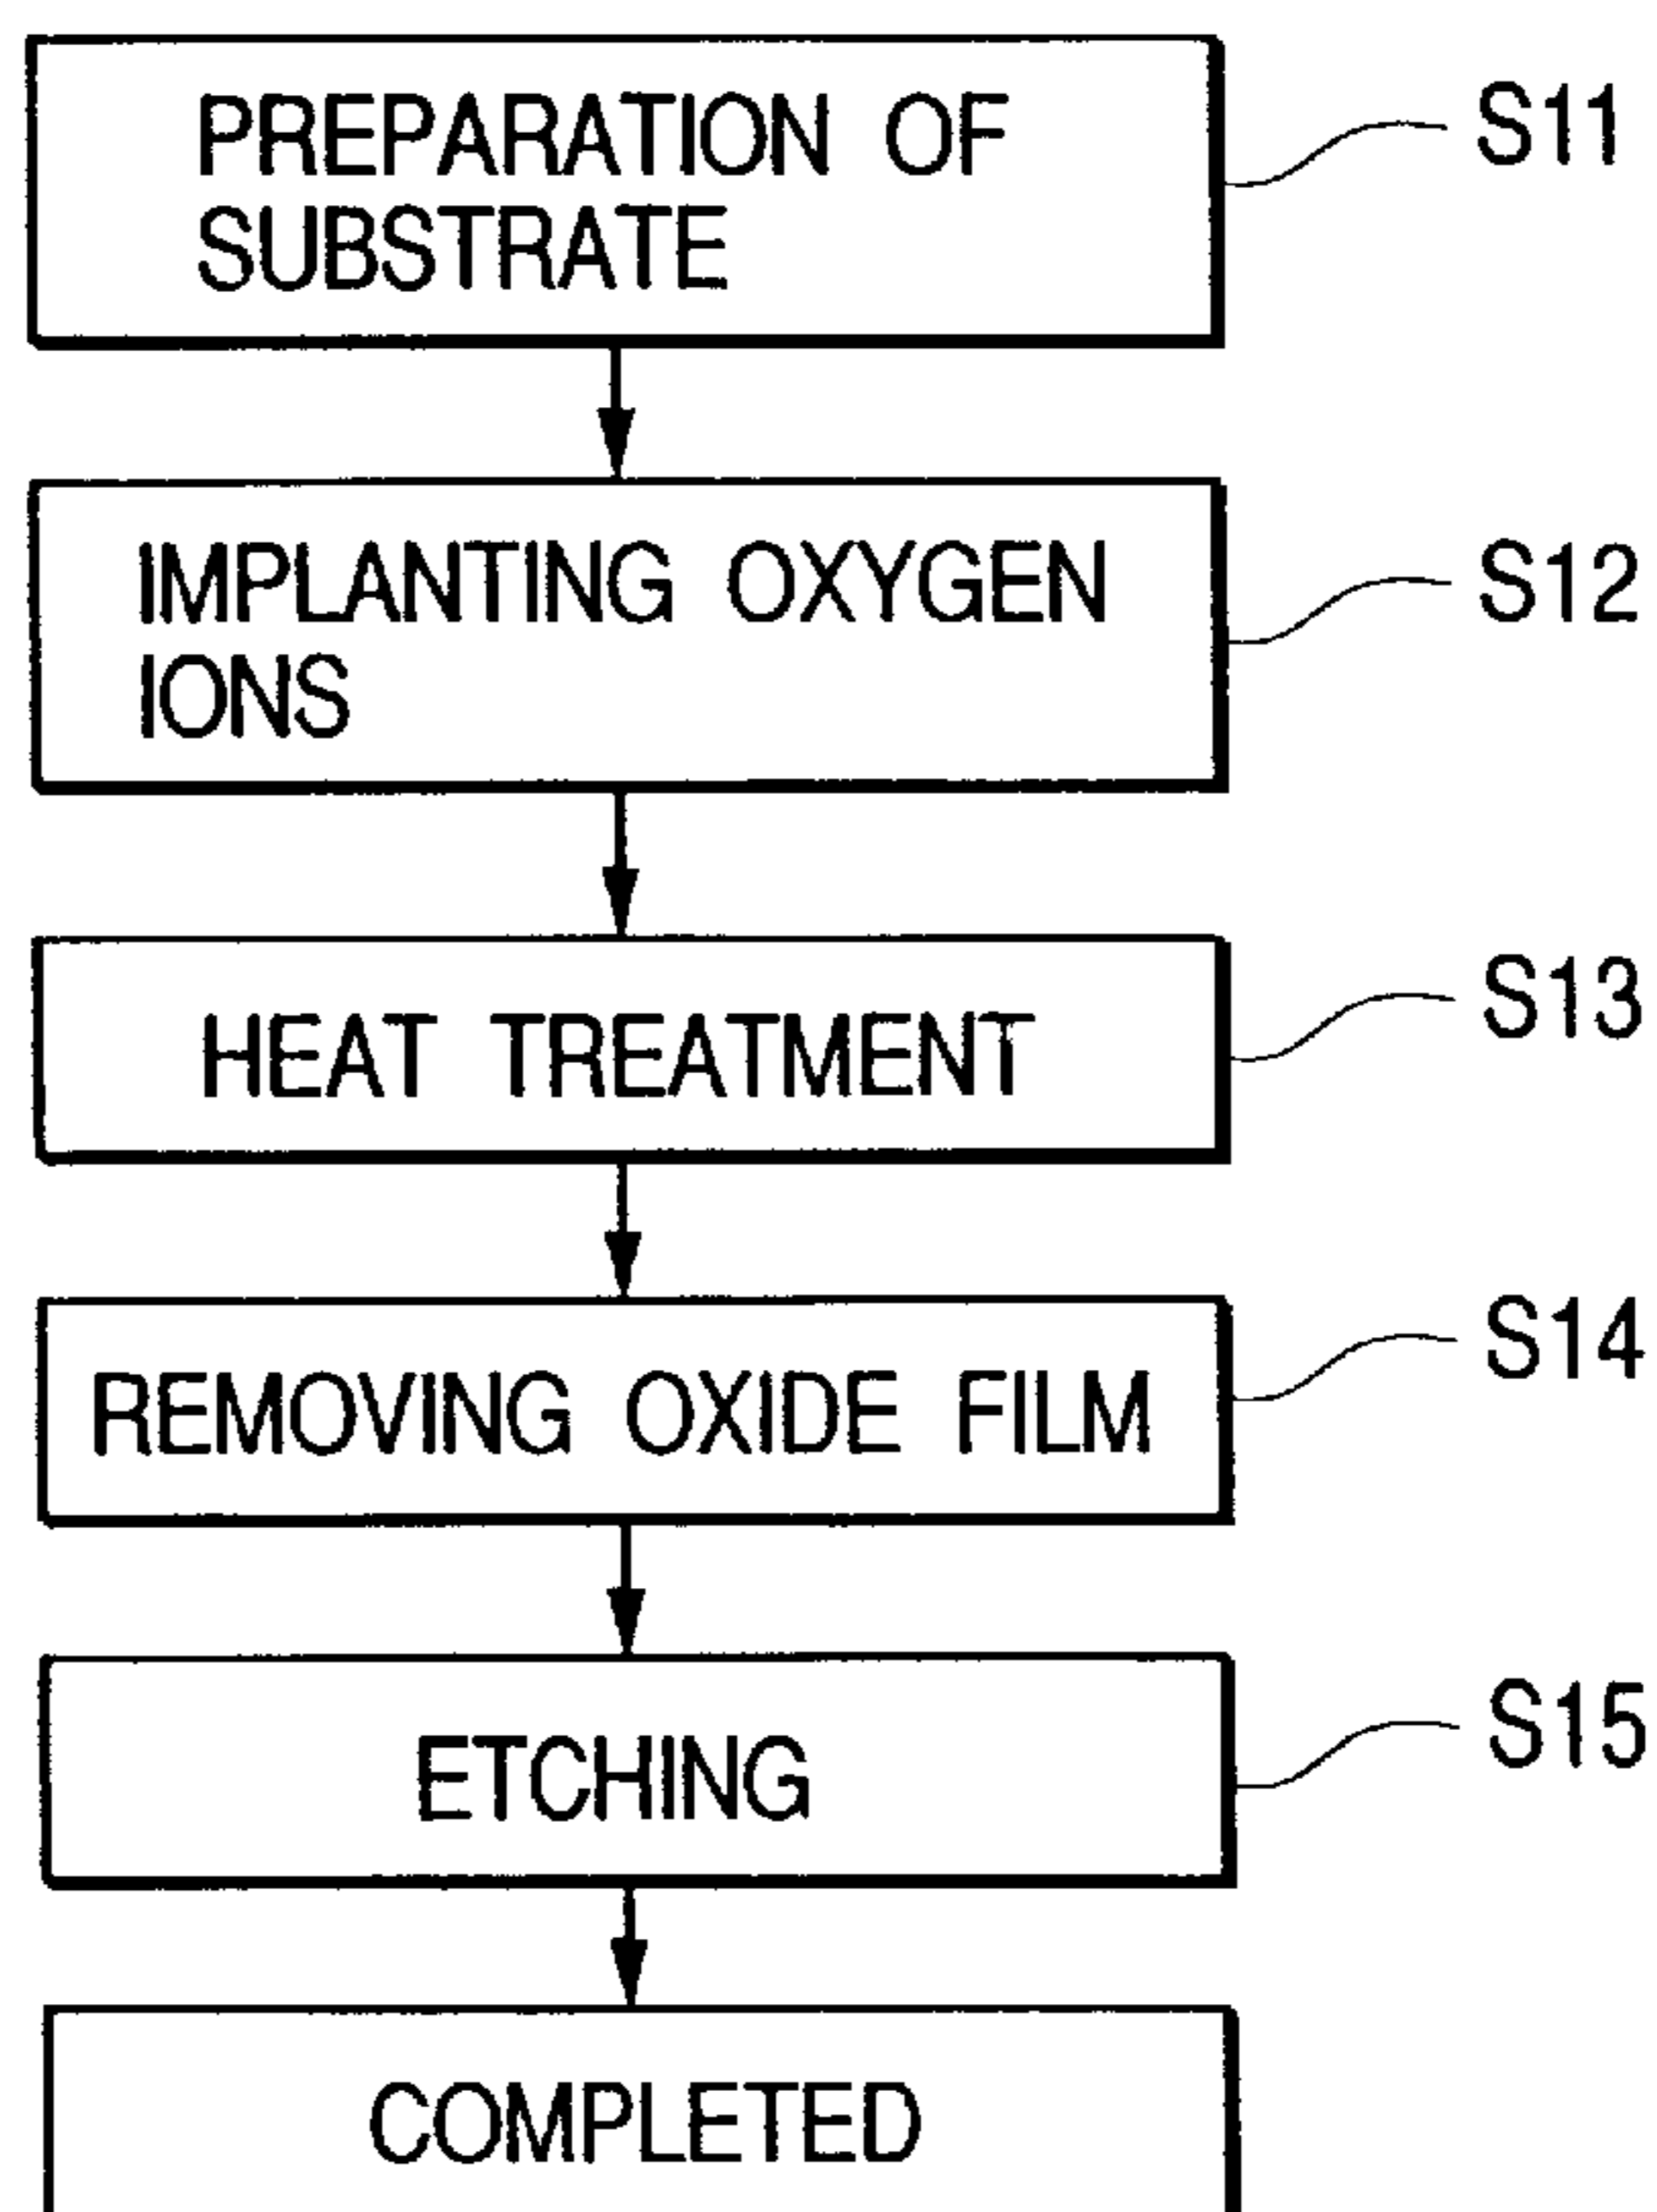 PREPARATION OF
SUBSTRATE
S11
IMPLANTING OXYGEN
IONS
S12
HEAT TREATMENT
S13
REMOVING OXIDE FILM
S14
ETCHING
S15
COMPLETED